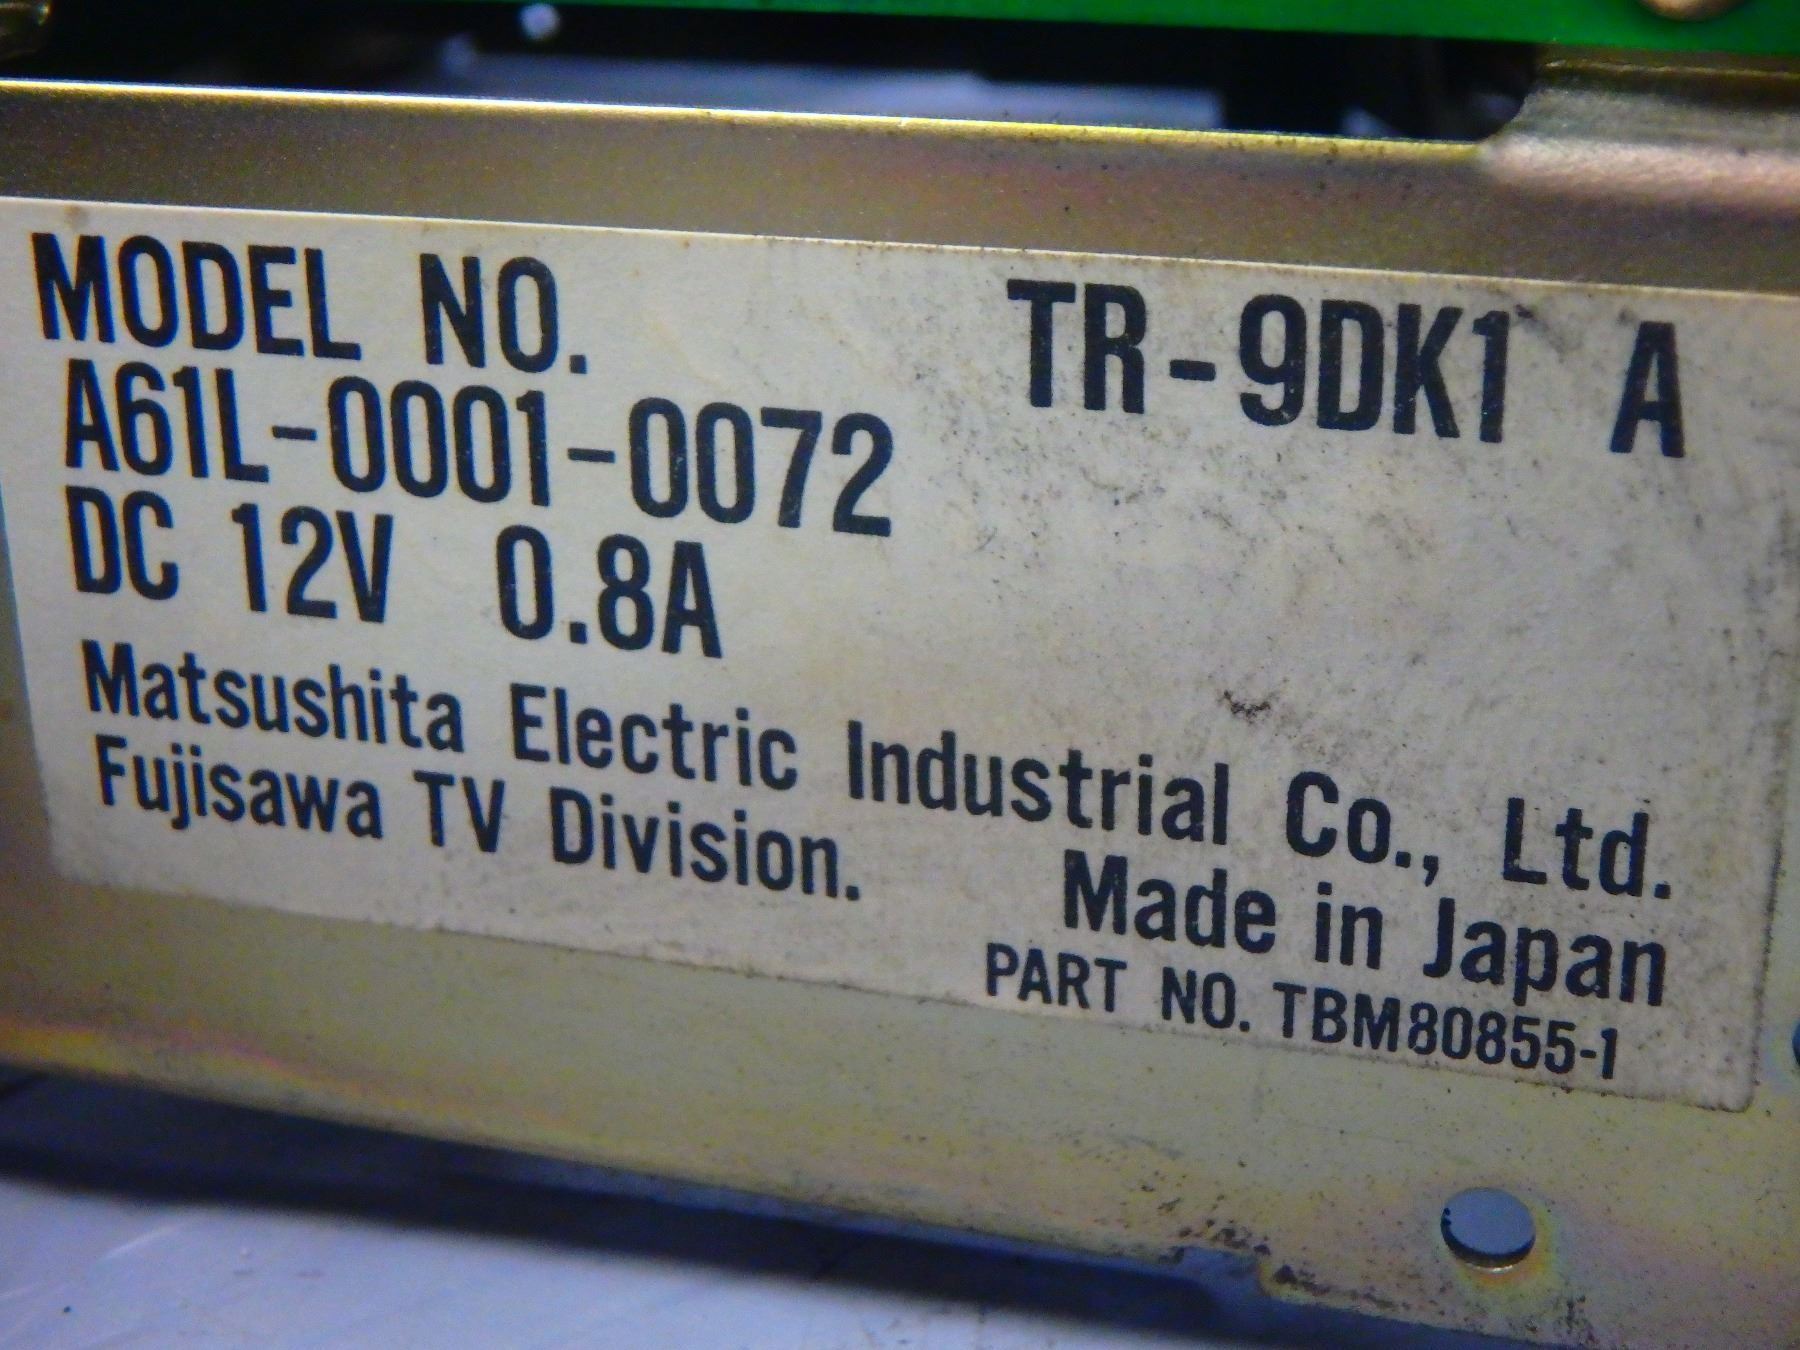 MODEL NO. TR-9DK1 A
A61L-0001-0072
DC 12V 0.8A
Matsushita Electric Industrial Co., Ltd.
Fujisawa TV Division. Made in Japan
PART NO. TBM80855-1